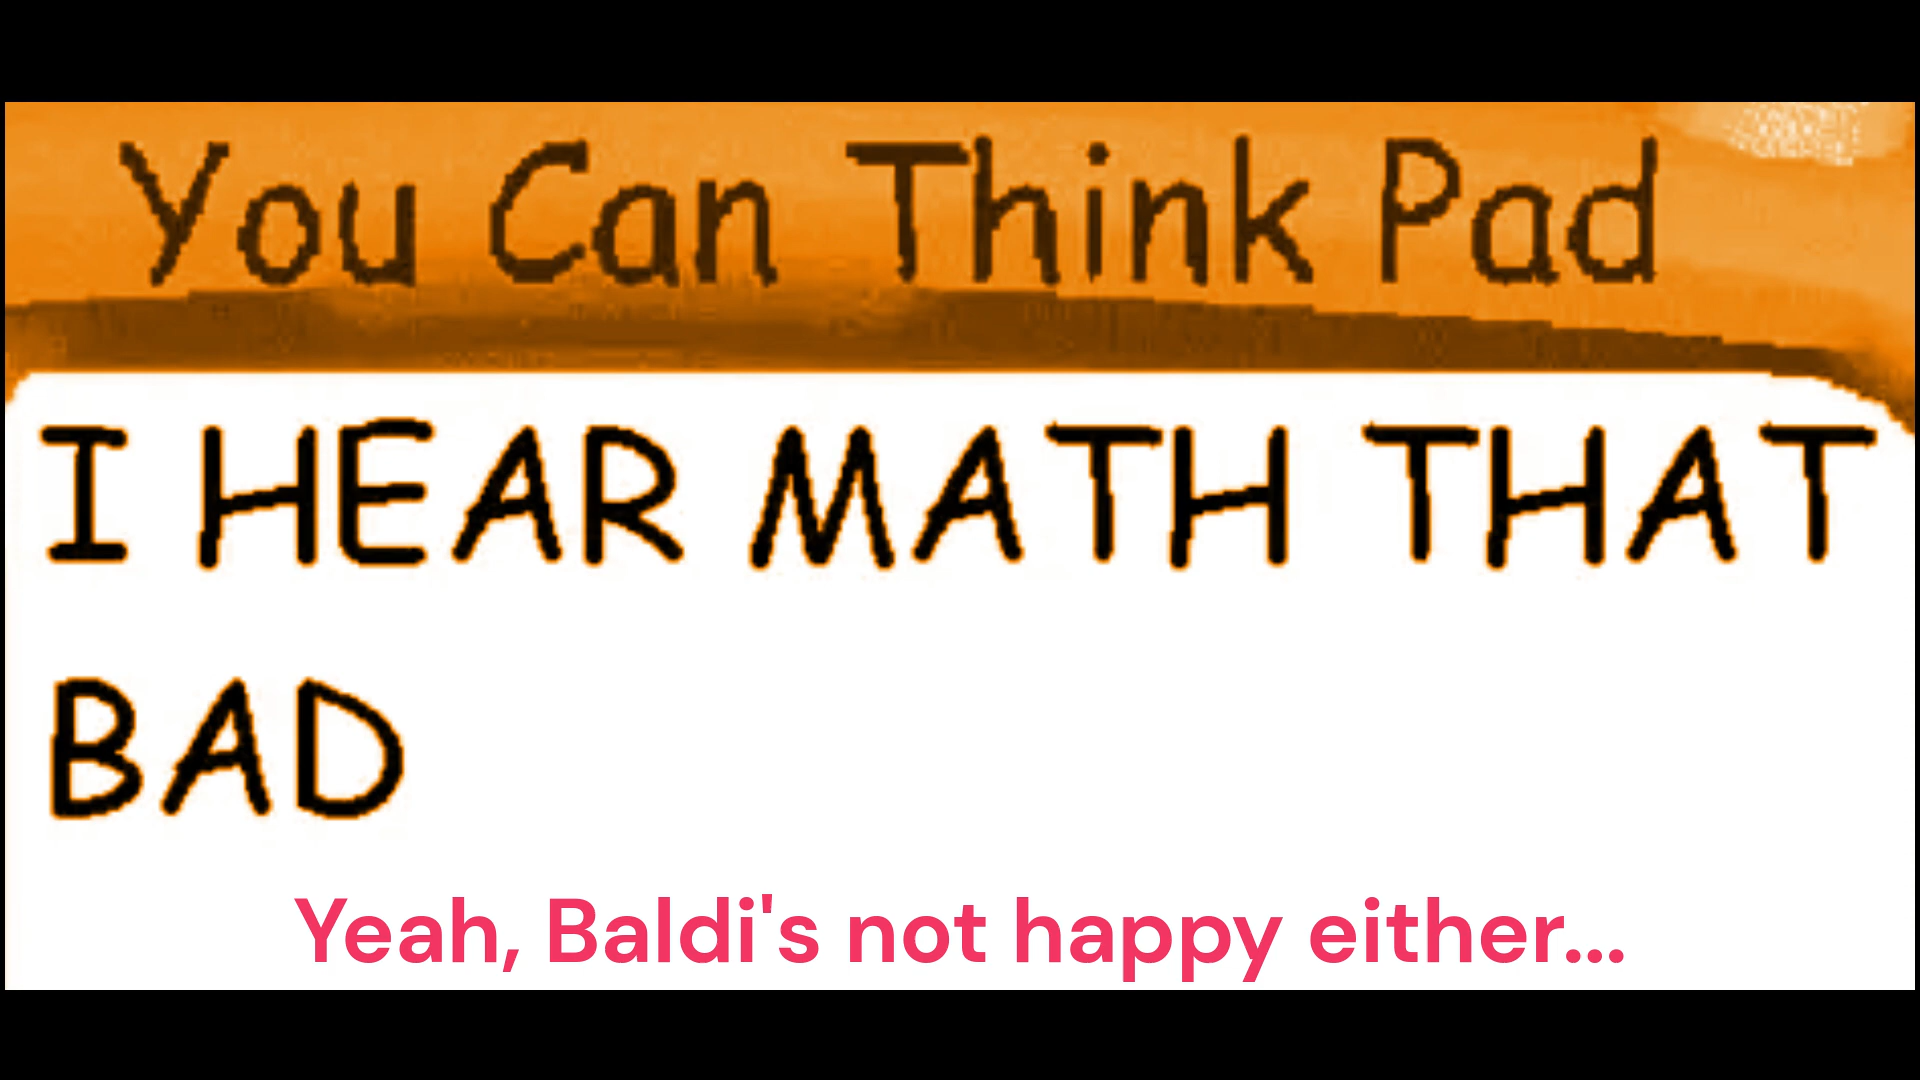 You Can Think Pad
I HEAR MATH THAT
BAD
Yeah, Baldi's not happy either...